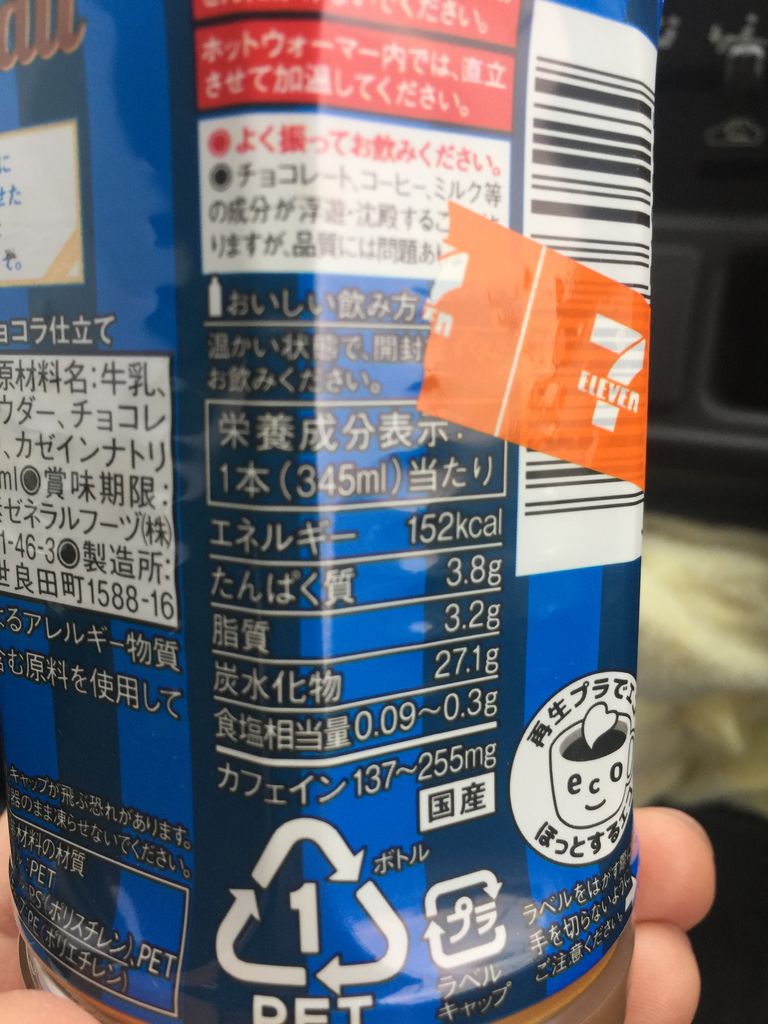 てください。
ホットウォーマー内では、直立
させて加温してください。
●よく振ってお飲みください。
●チョコレート、コーヒー、ミルク等
の成分が浮遊・沈殿するこ
りますが、品質には問題あ
おいしい飲み方
温かい状態で、開封
お飲みください。
栄養成分表示:
1本(345ml)当たり
エネルギー 152kcal
たんぱく質 3.8g
脂質 3.2g
炭水化物 27.1g
食塩相当量 0.09～0.3g
カフェイン 137～255mg
国産
ョコラ仕立て
原材料名:牛乳、
ウダー、チョコレ
、カゼインナトリ
ml●賞味期限:
ゼネラルフーヅ(株)
1-46-3●製造所:
世良田町1588-16
るアレルギー物質
含む原料を使用して
キャップが飛ぶ恐れがあります。
器のまま凍らせないでください。
材料の材質
:PET
PS(ポリスチレン)、PET
PE(ポリエチレン)
1
PET
ボトル
プラ
ラベル
キャップ
7
ELEVEN
再生プラで
eco
ほっとするエ
ラベルをはがす際
手を切らないよう
ご注意ください。